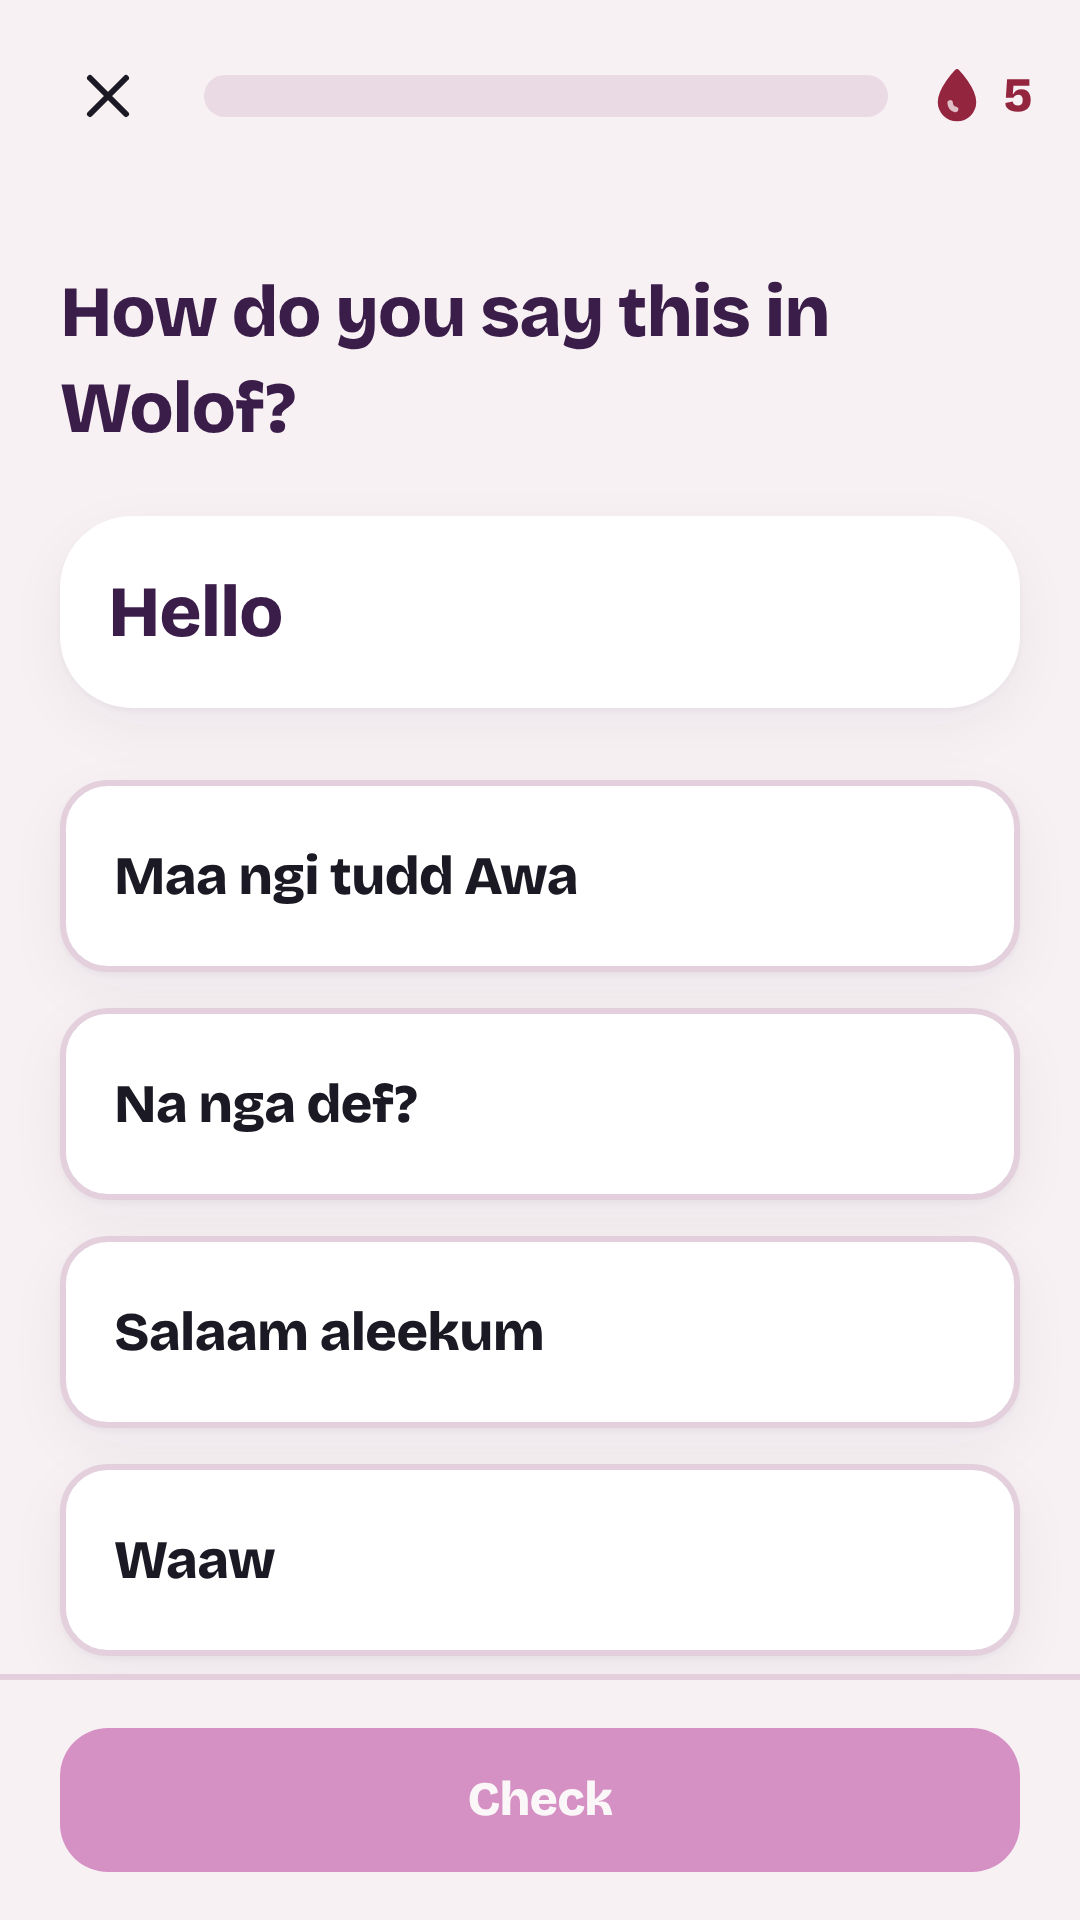 5
How do you say this in
Wolof?
Hello
Maa ngi tudd Awa
Na nga def?
Salaam aleekum
Waaw
Check